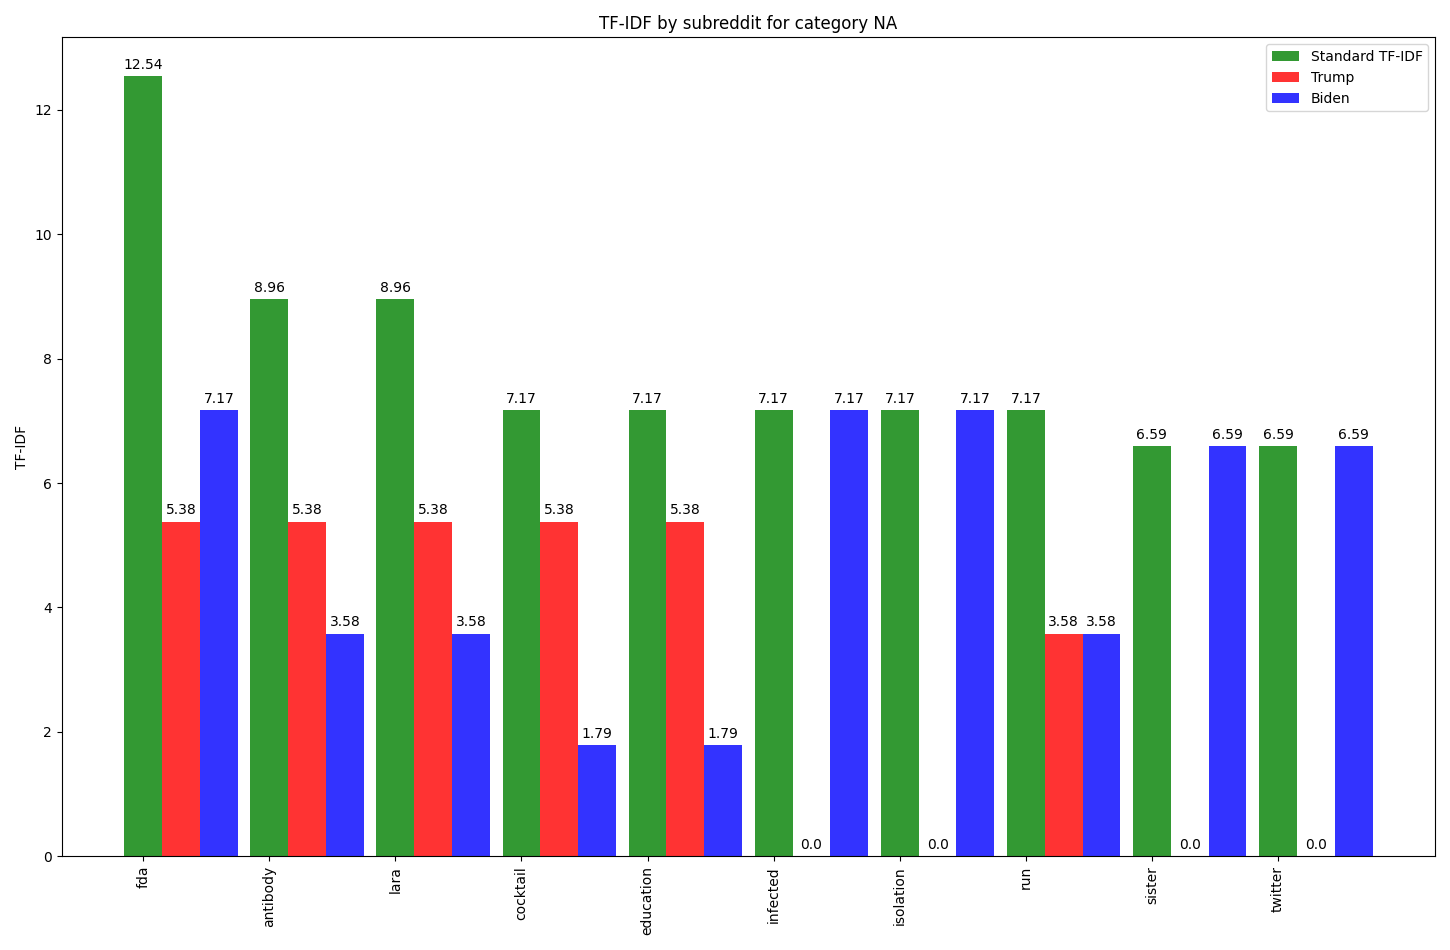 TF-IDF by subreddit for category NA
Standard TF-IDF
Trump
Biden
TF-IDF
12
10
8
6
4
2
0
12.54
5.38
7.17
8.96
5.38
3.58
8.96
5.38
3.58
7.17
5.38
1.79
7.17
5.38
1.79
7.17
0.0
7.17
7.17
0.0
7.17
7.17
3.58
3.58
6.59
0.0
6.59
6.59
0.0
6.59
fda
antibody
lara
cocktail
education
infected
isolation
run
sister
twitter